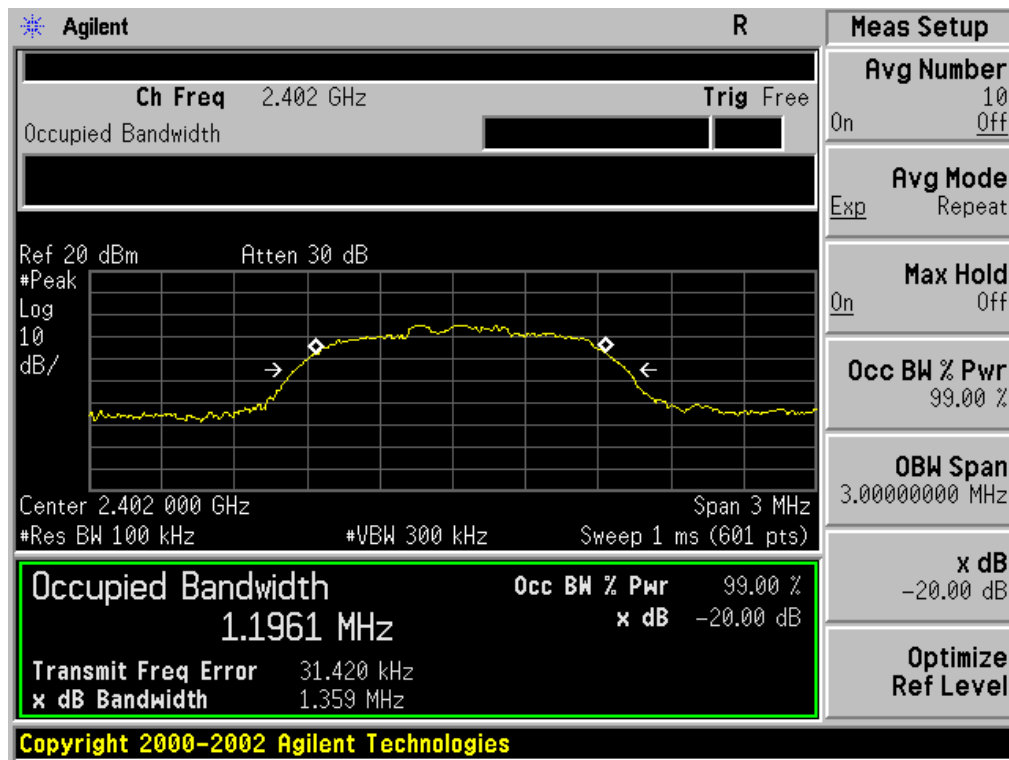 Agilent R
Ch Freq 2.402 GHz Trig Free
Occupied Bandwidth
Ref 20 dBm Atten 30 dB
#Peak
Log
10
dB/
Center 2.402 000 GHz Span 3 MHz
#Res BW 100 kHz #VBW 300 kHz Sweep 1 ms (601 pts)
Occupied Bandwidth Occ BW % Pwr 99.00 %
1.1961 MHz x dB -20.00 dB
Transmit Freq Error 31.420 kHz
x dB Bandwidth 1.359 MHz
Copyright 2000-2002 Agilent Technologies
Meas Setup
Avg Number
10
On Off
Avg Mode
Exp Repeat
Max Hold
On Off
Occ BW % Pwr
99.00 %
OBW Span
3.00000000 MHz
x dB
-20.00 dB
Optimize
Ref Level